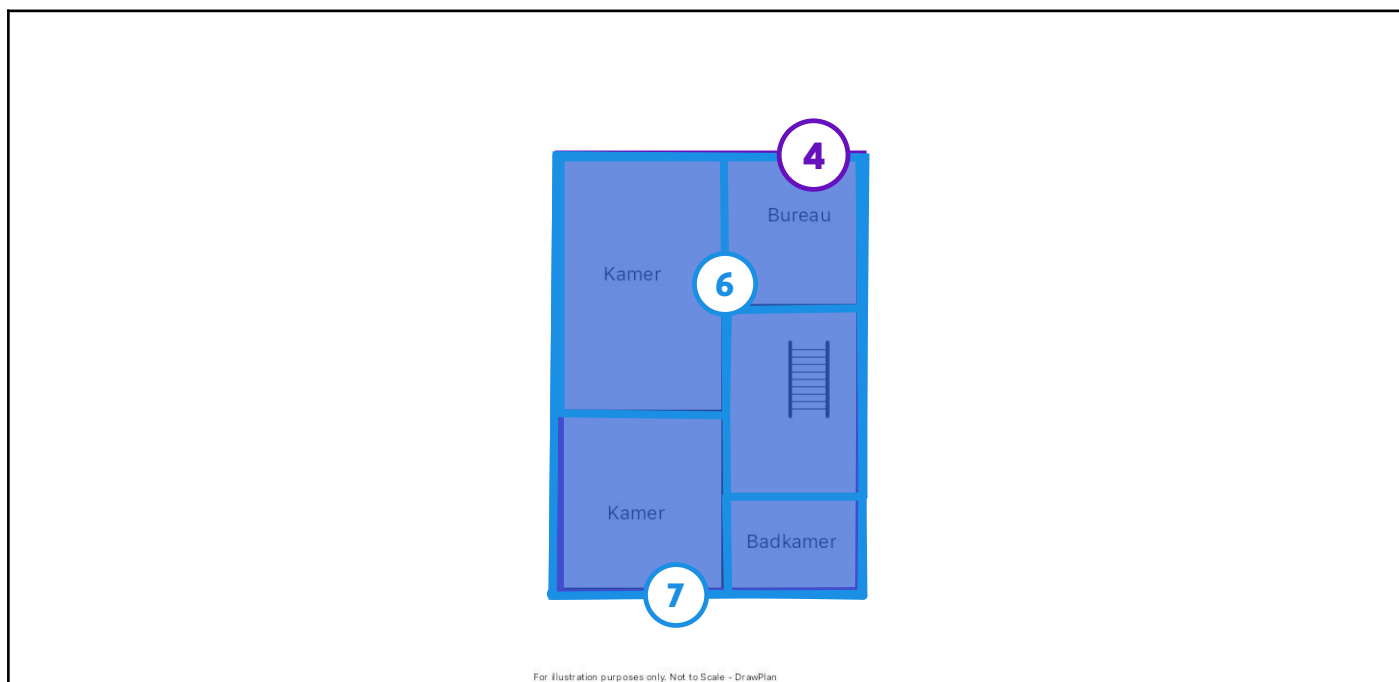 4
Bureau
Kamer
6
Kamer
Badkamer
7
For illustration purposes only. Not to Scale - DrawPlan